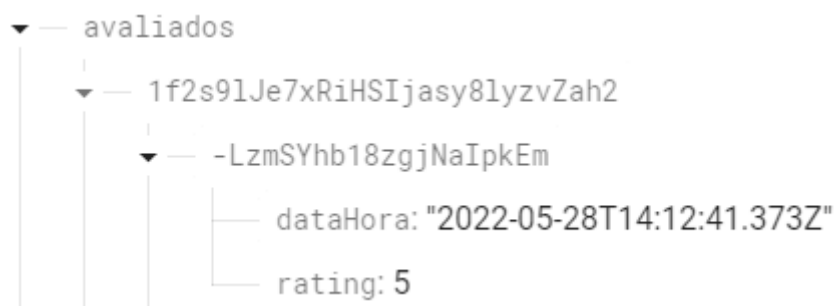 avaliados
1f2s9lJe7xRiHSIjasy8lyzvZah2
-LzmSYhb18zgjNaIpkEm
dataHora: "2022-05-28T14:12:41.373Z"
rating: 5